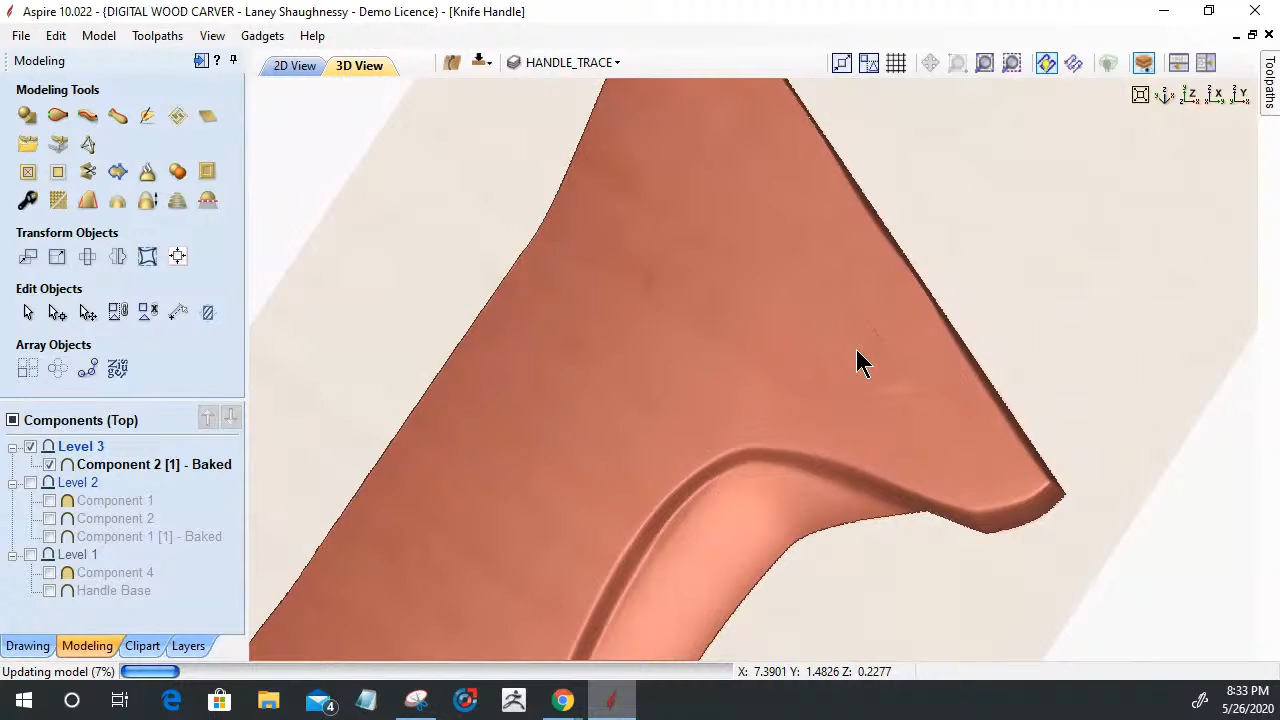 Aspire 10.022 - {DIGITAL WOOD CARVER - Laney Shaughnessy - Demo Licence} - [Knife Handle]
File Edit Model Toolpaths View Gadgets Help
Modeling
?
2D View
3D View
HANDLE_TRACE
Toolpaths
Z X Y
Modeling Tools
Transform Objects
Edit Objects
Array Objects
Components (Top)
Level 3
Component 2 [1] - Baked
Level 2
Component 1
Component 2
Component 1 [1] - Baked
Level 1
Component 4
Handle Base
Drawing Modeling Clipart Layers
Updating model (7%)
X: 7.3901 Y: 1.4826 Z: 0.2277
4
8:33 PM
5/26/2020